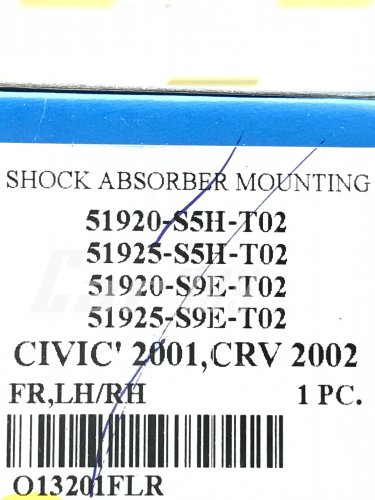 SHOCK ABSORBER MOUNTING
51920-S5H-T02
51925-S5H-T02
51920-S9E-T02
51925-S9E-T02
CIVIC' 2001,CRV 2002
FR,LH/RH 1 PC.
O13201FLR